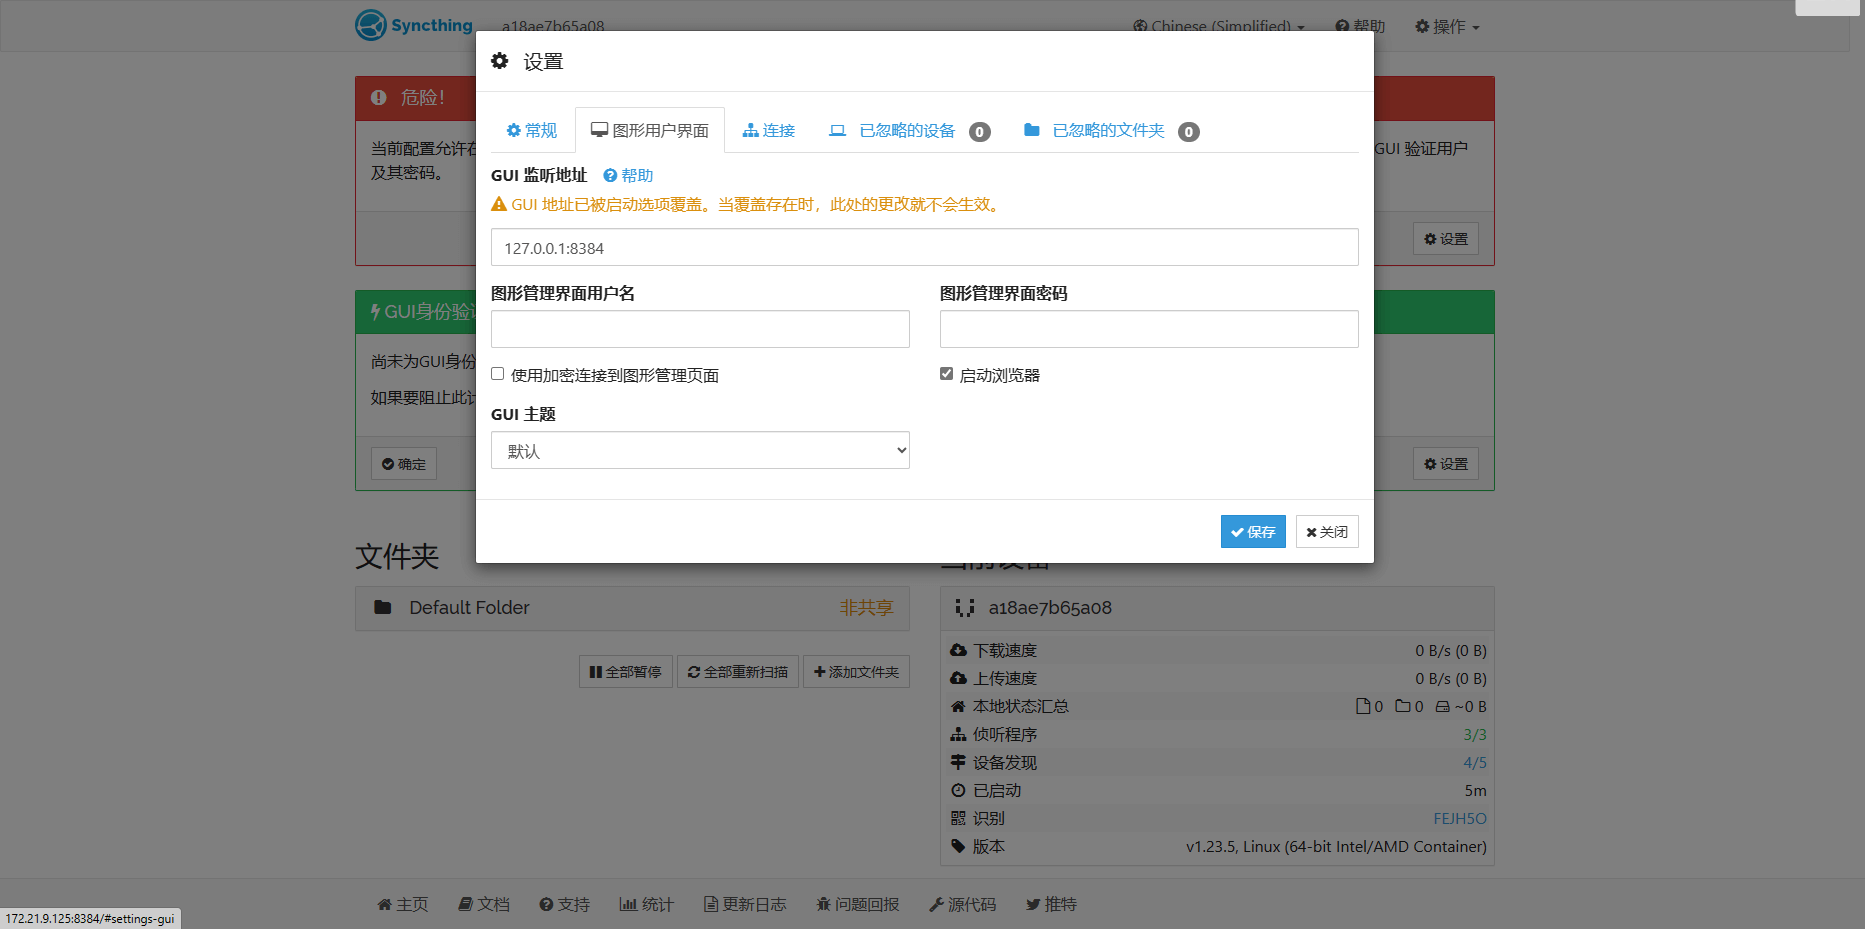 Syncthing
a18ae7b65a08
Chinese (Simplified)
帮助
操作
设置
危险!
常规
图形用户界面
连接
已忽略的设备 0
已忽略的文件夹 0
当前配置允许在
GUI 验证用户
及其密码。
GUI 监听地址
帮助
GUI 地址已被启动选项覆盖。当覆盖存在时，此处的更改就不会生效。
设置
127.0.0.1:8384
图形管理界面用户名
图形管理界面密码
GUI身份验
尚未为GUI身份
使用加密连接到图形管理页面
启动浏览器
如果要阻止此
GUI 主题
默认
确定
设置
保存
关闭
文件夹
当前设备
Default Folder
非共享
全部暂停
全部重新扫描
添加文件夹
a18ae7b65a08
下载速度
0 B/s (0 B)
上传速度
0 B/s (0 B)
本地状态汇总
0 0 ~0 B
侦听程序
3/3
设备发现
4/5
已启动
5m
识别
FEJH5O
版本
v1.23.5, Linux (64-bit Intel/AMD Container)
主页
文档
支持
统计
更新日志
问题回报
源代码
推特
172.21.9.125:8384/#settings-gui